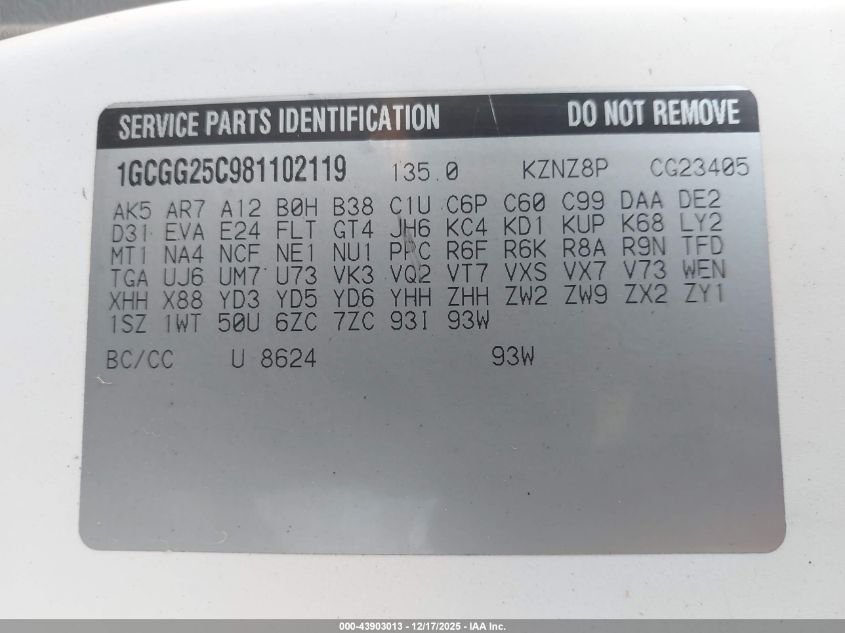 SERVICE PARTS IDENTIFICATION DO NOT REMOVE
1GCGG25C981102119 135.0 KZNZ8P CG23405
AK5 AR7 A12 B0H B38 C1U C6P C60 C99 DAA DE2
D31 EVA E24 FLT GT4 JH6 KC4 KD1 KUP K68 LY2
MT1 NA4 NCF NE1 NU1 PPC R6F R6K R8A R9N TFD
TGA UJ6 UM7 U73 VK3 VQ2 VT7 VXS VX7 V73 WEN
XHH X88 YD3 YD5 YD6 YHH ZHH ZW2 ZW9 ZX2 ZY1
1SZ 1WT 50U 6ZC 7ZC 93I 93W
BC/CC U 8624 93W
000-43903013 - 12/17/2025 - IAA Inc.